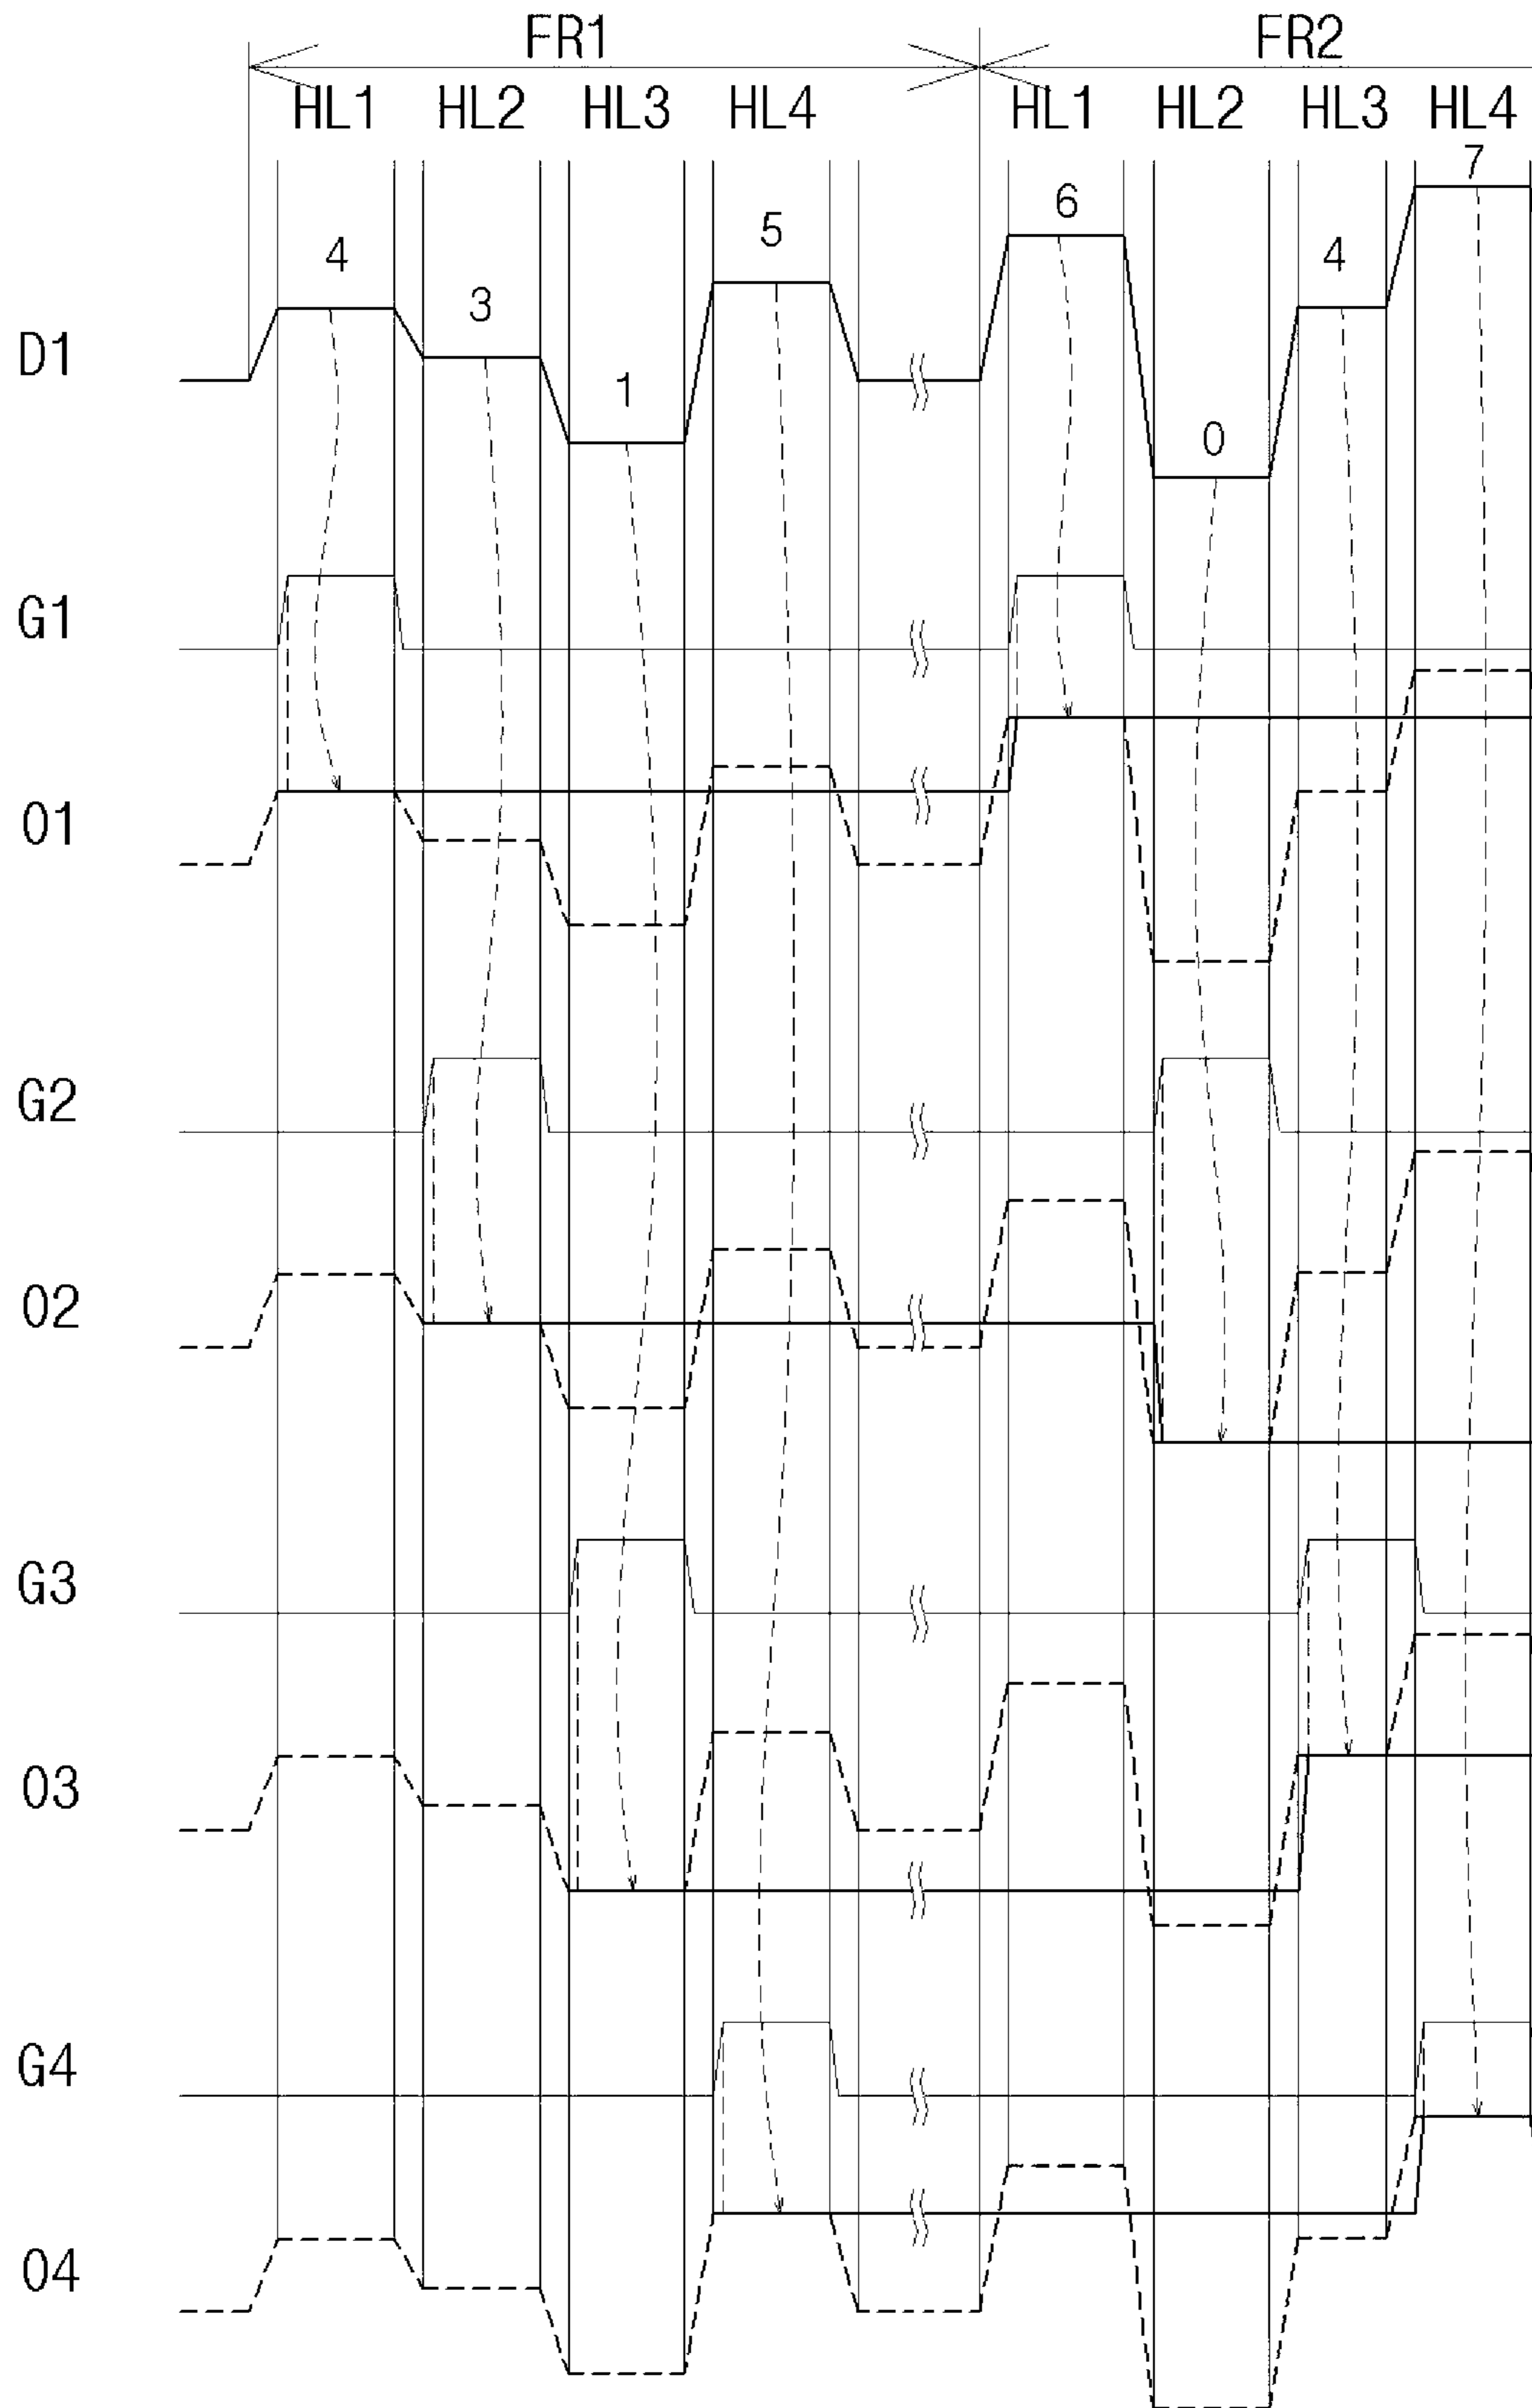 FR1 FR2
HL1 HL2 HL3 HL4 HL1 HL2 HL3 HL4
4 3 1 5 6 0 4 7
D1
G1
O1
G2
O2
G3
O3
G4
O4